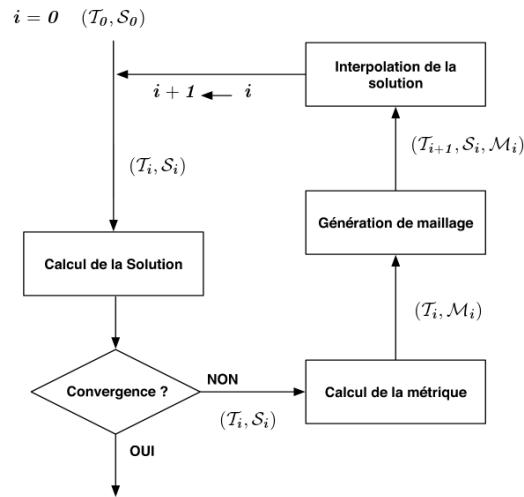 i = 0 (𝒯₀, 𝒮₀)
Interpolation de la
solution
i + 1 ← i
(𝒯ᵢ₊₁, 𝒮ᵢ, ℳᵢ)
(𝒯ᵢ, 𝒮ᵢ)
Génération de maillage
Calcul de la Solution
(𝒯ᵢ, ℳᵢ)
Convergence ?
NON
Calcul de la métrique
(𝒯ᵢ, 𝒮ᵢ)
OUI